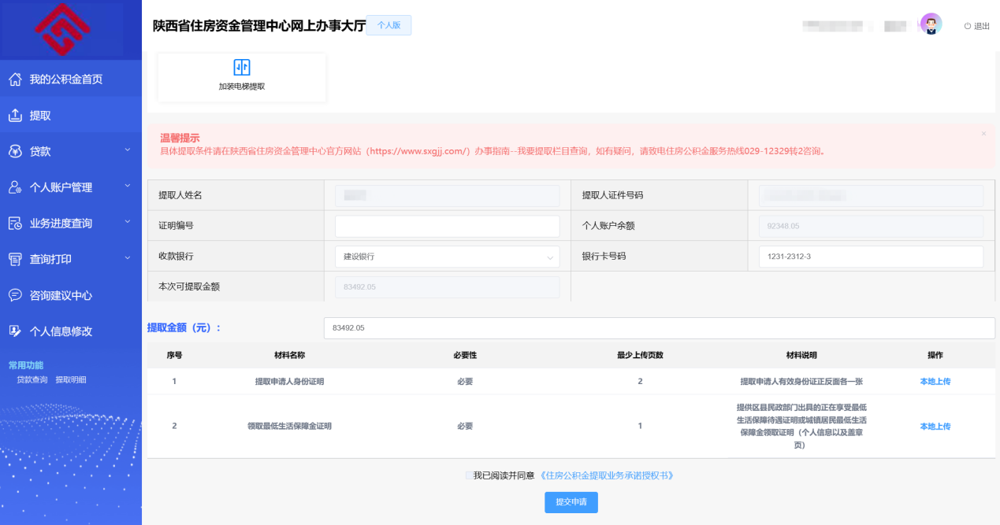 陕西省住房资金管理中心网上办事大厅 个人版
退出
我的公积金首页
提取
贷款
个人账户管理
业务进度查询
查询打印
咨询建议中心
个人信息修改
常用功能
贷款查询 提取明细
加装电梯提取
温馨提示
具体提取条件请在陕西省住房资金管理中心官方网站（https://www.sxgjj.com/）办事指南--我要提取栏目查询，如有疑问，请致电住房公积金服务热线029-12329转2咨询。
提取人姓名 提取人证件号码
证明编号 个人账户余额 92348.05
收款银行 建设银行 银行卡号码 1231-2312-3
本次可提取金额 83492.05
提取金额（元）： 83492.05
序号 材料名称 必要性 最少上传页数 材料说明 操作
1 提取申请人身份证明 必要 2 提取申请人有效身份证正反面各一张 本地上传
2 领取最低生活保障金证明 必要 1 提供区县民政部门出具的正在享受最低
生活保障待遇证明或城镇居民最低生活
保障金领取证明（个人信息以及盖章
页） 本地上传
我已阅读并同意 《住房公积金提取业务承诺授权书》
提交申请